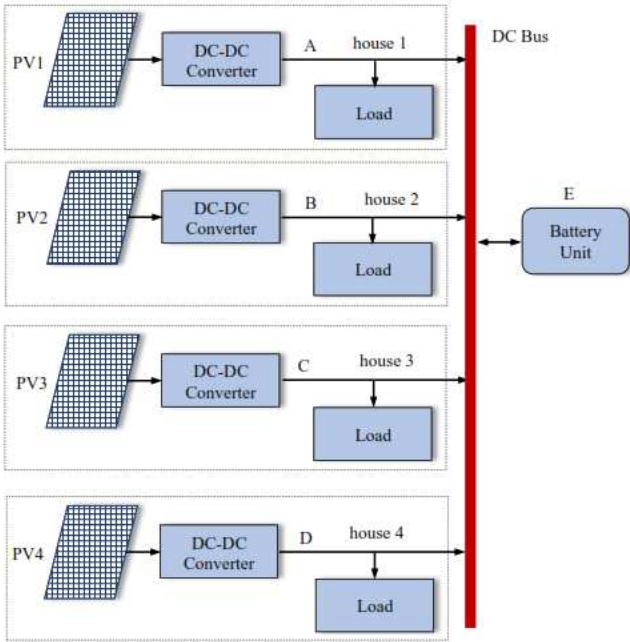 PV1
DC-DC
Converter
A
house 1
Load
DC Bus
PV2
DC-DC
Converter
B
house 2
Load
E
Battery
Unit
PV3
DC-DC
Converter
C
house 3
Load
PV4
DC-DC
Converter
D
house 4
Load